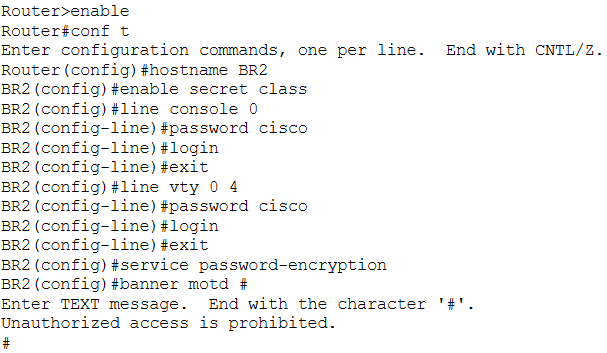 Router>enable
Router#conf t
Enter configuration commands, one per line.  End with CNTL/Z.
Router(config)#hostname BR2
BR2(config)#enable secret class
BR2(config)#line console 0
BR2(config-line)#password cisco
BR2(config-line)#login
BR2(config-line)#exit
BR2(config)#line vty 0 4
BR2(config-line)#password cisco
BR2(config-line)#login
BR2(config-line)#exit
BR2(config)#service password-encryption
BR2(config)#banner motd #
Enter TEXT message.  End with the character '#'.
Unauthorized access is prohibited.
#